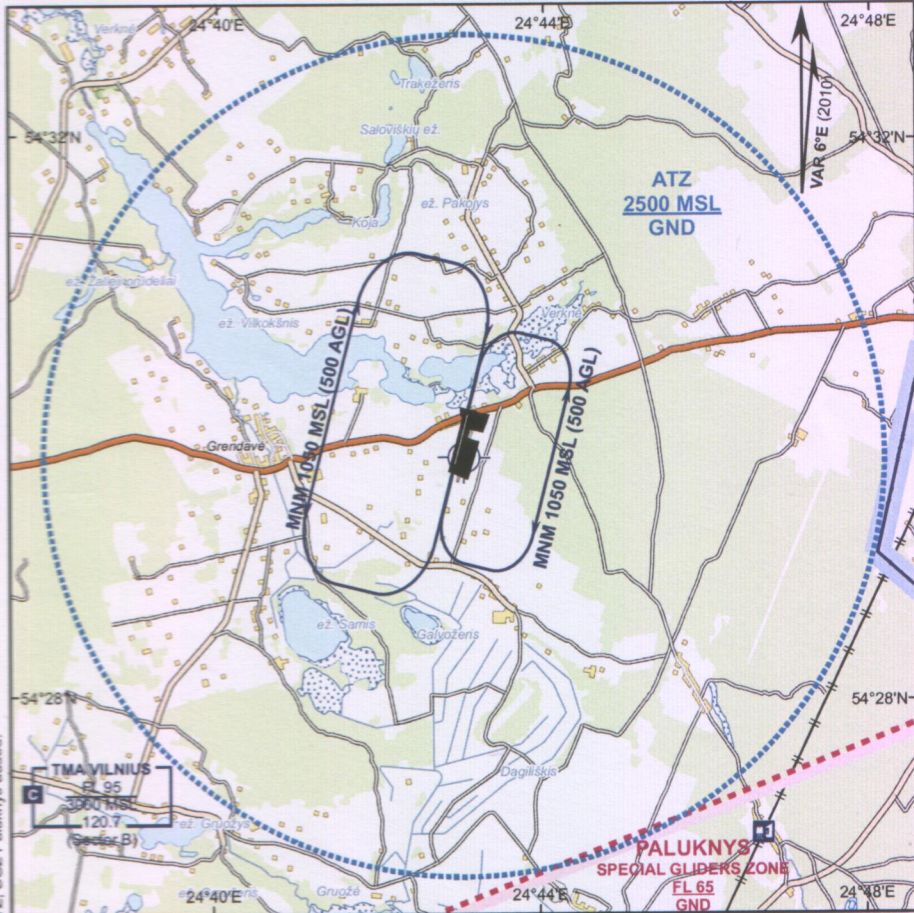 24°40'E
24°44'E
24°48'E
Verknė
Trakežeris
VAR 6°E (2010)
54°32'N
54°32'N
Saloviškių ež.
ATZ
2500 MSL
GND
ež. Pakojys
Koja
ež. Vilkokšnis
Verknė
MNM 1050 MSL (500 AGL)
MNM 1050 MSL (500 AGL)
Grendavė
ež. Samis
Galvožeris
54°28'N
54°28'N
TMA VILNIUS
C
FL 95
MSL
120.7
(Sector B)
Dagiliškis
ež. Gruožys
PALUKNYS
SPECIAL GLIDERS ZONE
FL 65
GND
Gruožė
24°40'E
24°44'E
24°48'E